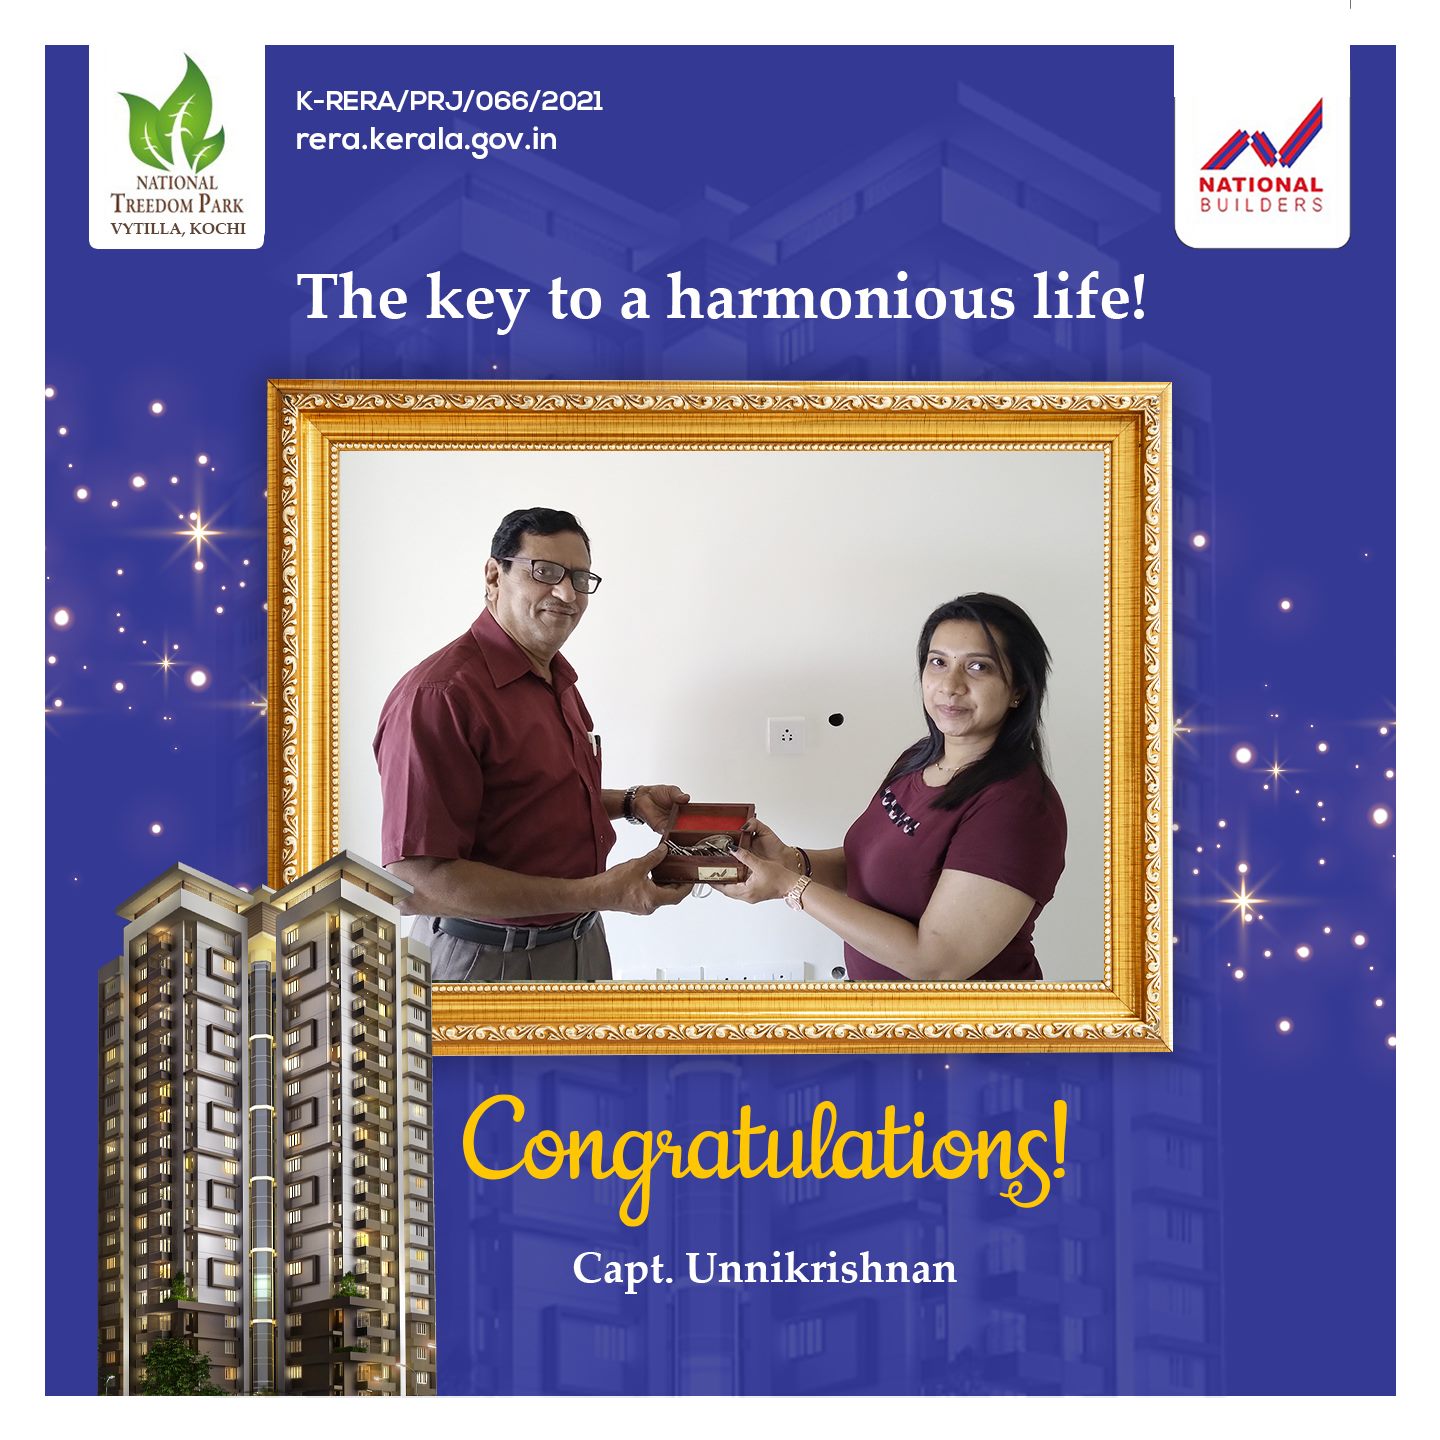 NATIONAL
TREEDOM PARK
VYTILLA, KOCHI
K-RERA/PRJ/066/2021
rera.kerala.gov.in
NATIONAL
BUILDERS
The key to a harmonious life!
Congratulations!
Capt. Unnikrishnan